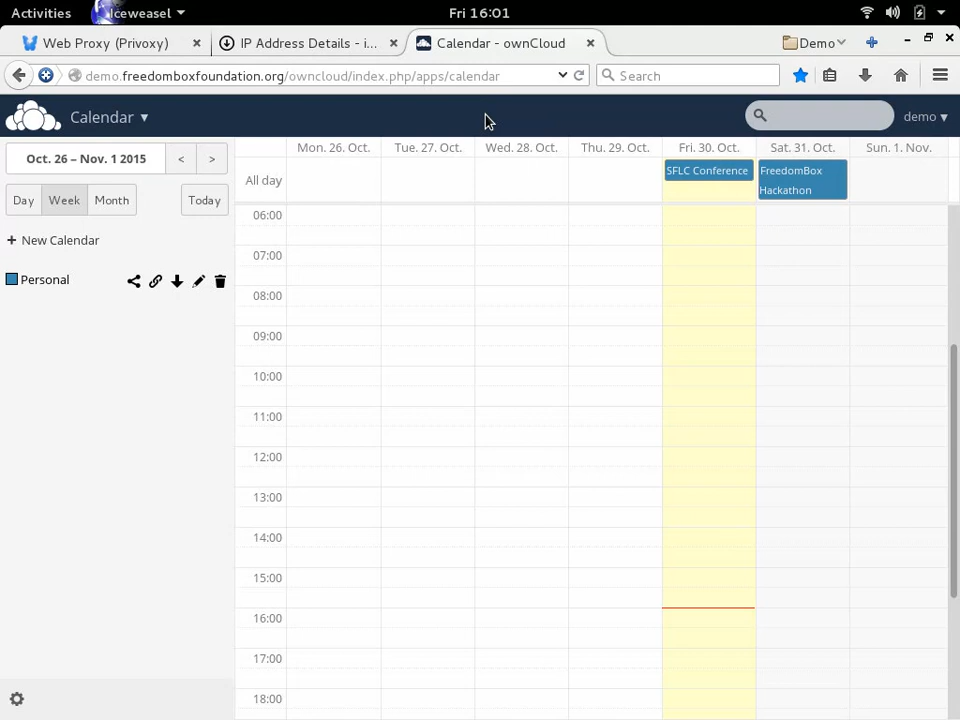 Activities
Iceweasel
Fri 16:01
Web Proxy (Privoxy)
IP Address Details - i...
Calendar - ownCloud
Demo
demo.freedomboxfoundation.org/owncloud/index.php/apps/calendar
Search
Calendar
demo
Oct. 26 – Nov. 1 2015
<
>
Mon. 26. Oct.
Tue. 27. Oct.
Wed. 28. Oct.
Thu. 29. Oct.
Fri. 30. Oct.
Sat. 31. Oct.
Sun. 1. Nov.
All day
SFLC Conference
FreedomBox
Hackathon
Day
Week
Month
Today
+ New Calendar
Personal
06:00
07:00
08:00
09:00
10:00
11:00
12:00
13:00
14:00
15:00
16:00
17:00
18:00